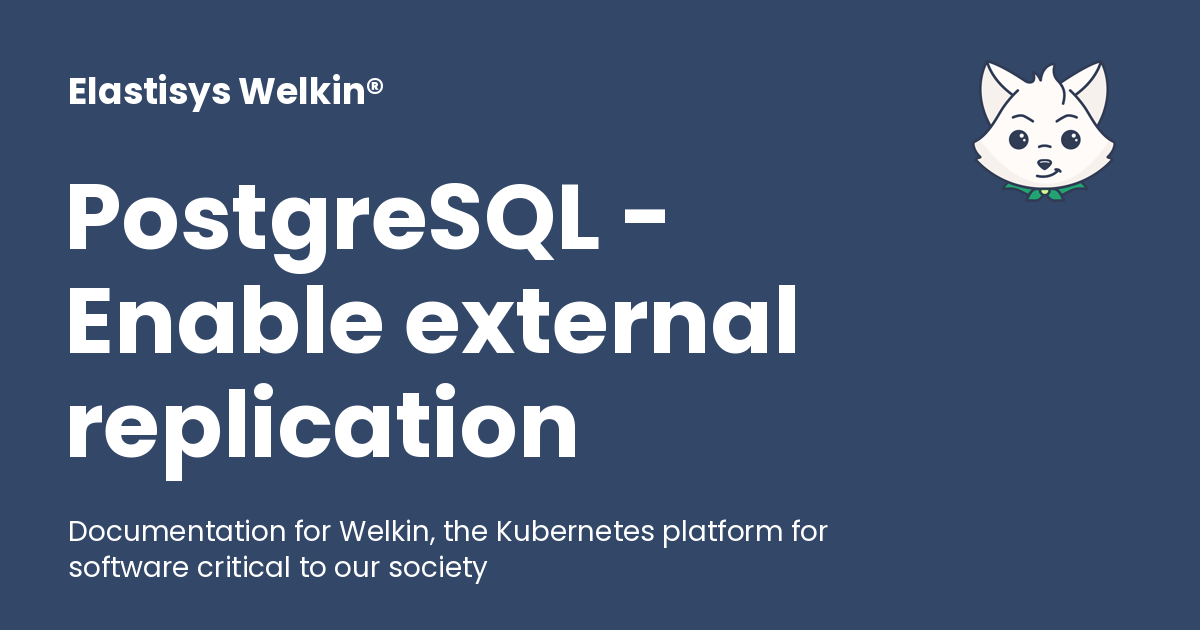 Elastisys Welkin®
PostgreSQL -
Enable external
replication
Documentation for Welkin, the Kubernetes platform for
software critical to our society